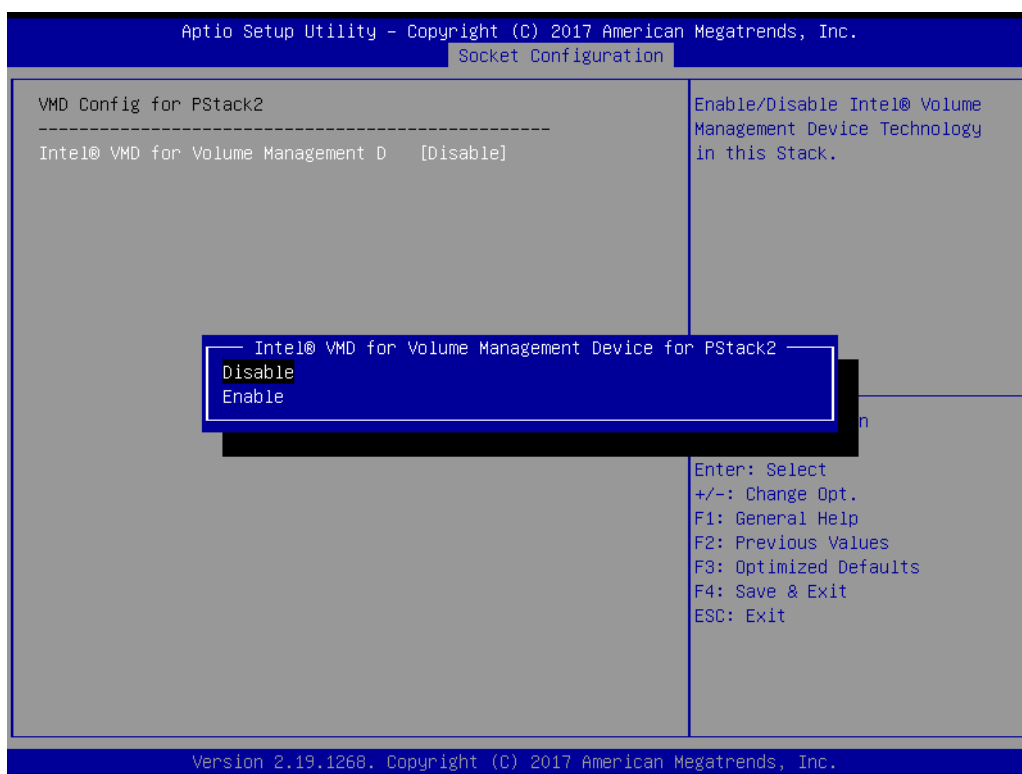 Aptio Setup Utility – Copyright (C) 2017 American Megatrends, Inc.
Socket Configuration
VMD Config for PStack2
--------------------------------------------------
Intel® VMD for Volume Management D [Disable]
Enable/Disable Intel® Volume
Management Device Technology
in this Stack.
Intel® VMD for Volume Management Device for PStack2
Disable
Enable
n
Enter: Select
+/-: Change Opt.
F1: General Help
F2: Previous Values
F3: Optimized Defaults
F4: Save & Exit
ESC: Exit
Version 2.19.1268. Copyright (C) 2017 American Megatrends, Inc.